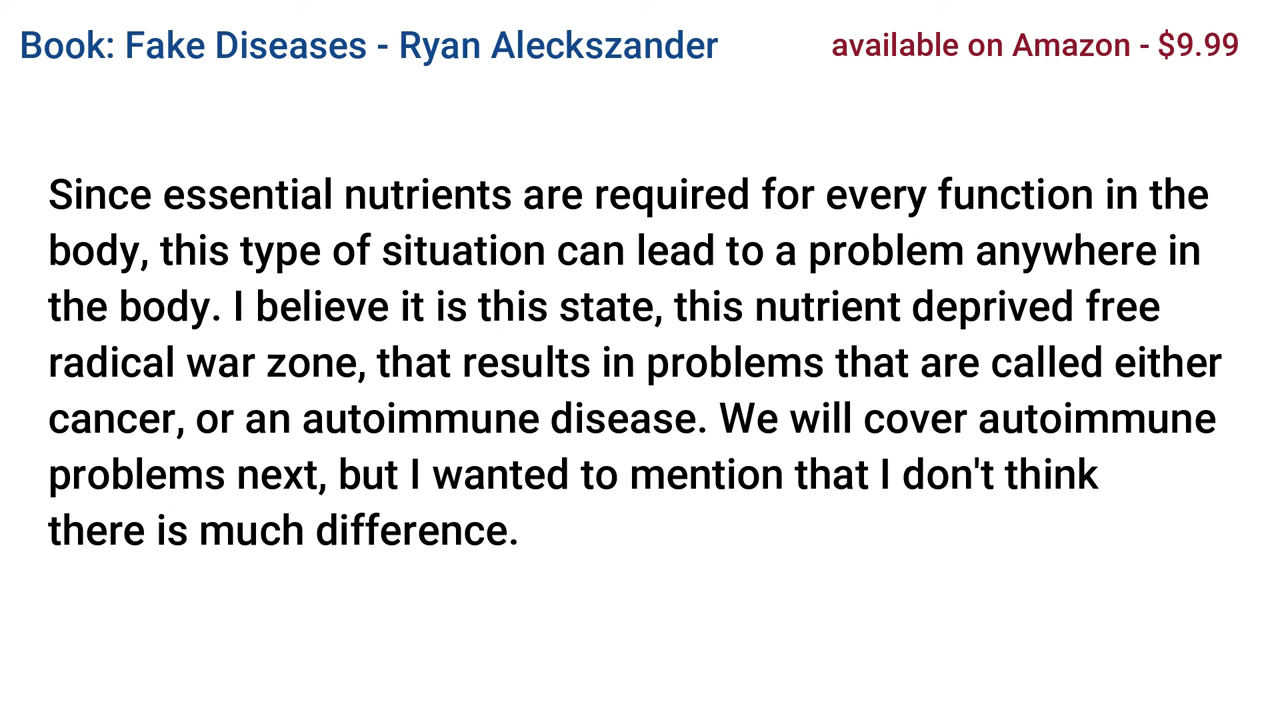 Book: Fake Diseases - Ryan Aleckszander
available on Amazon - $9.99
Since essential nutrients are required for every function in the
body, this type of situation can lead to a problem anywhere in
the body. I believe it is this state, this nutrient deprived free
radical war zone, that results in problems that are called either
cancer, or an autoimmune disease. We will cover autoimmune
problems next, but I wanted to mention that I don't think
there is much difference.